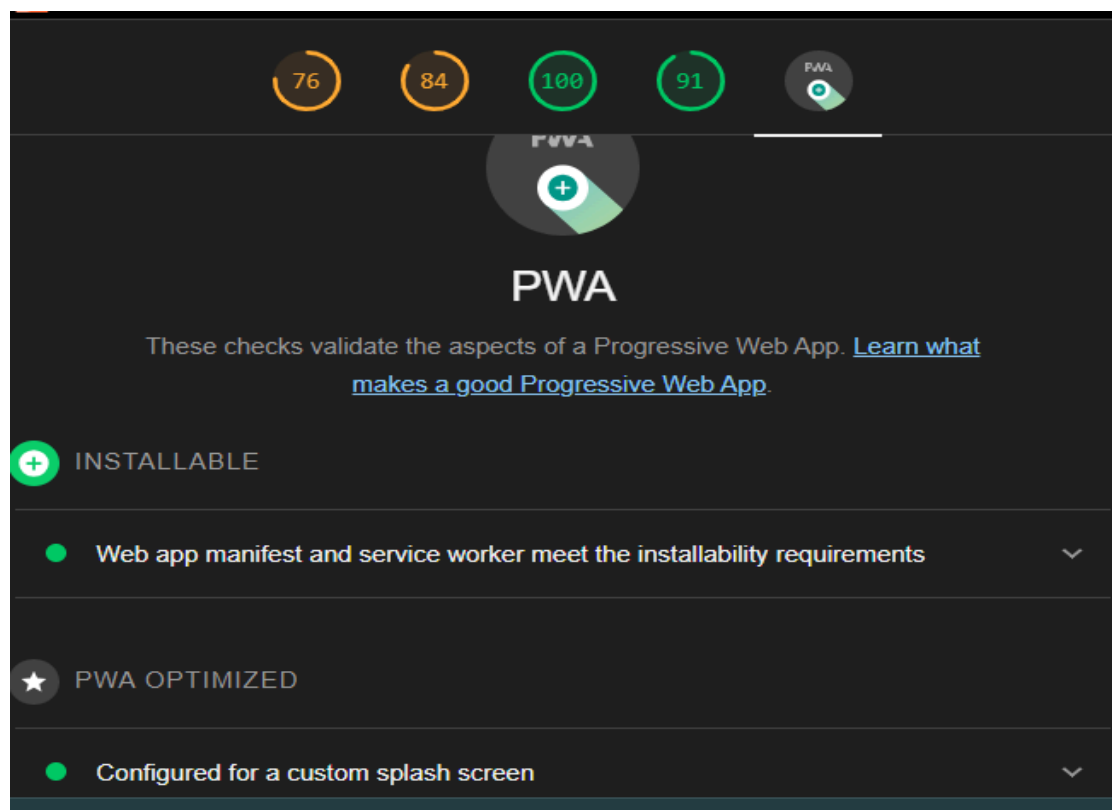 76 84 100 91 PWA
PWA
PWA
These checks validate the aspects of a Progressive Web App. Learn what
makes a good Progressive Web App.
INSTALLABLE
Web app manifest and service worker meet the installability requirements
PWA OPTIMIZED
Configured for a custom splash screen